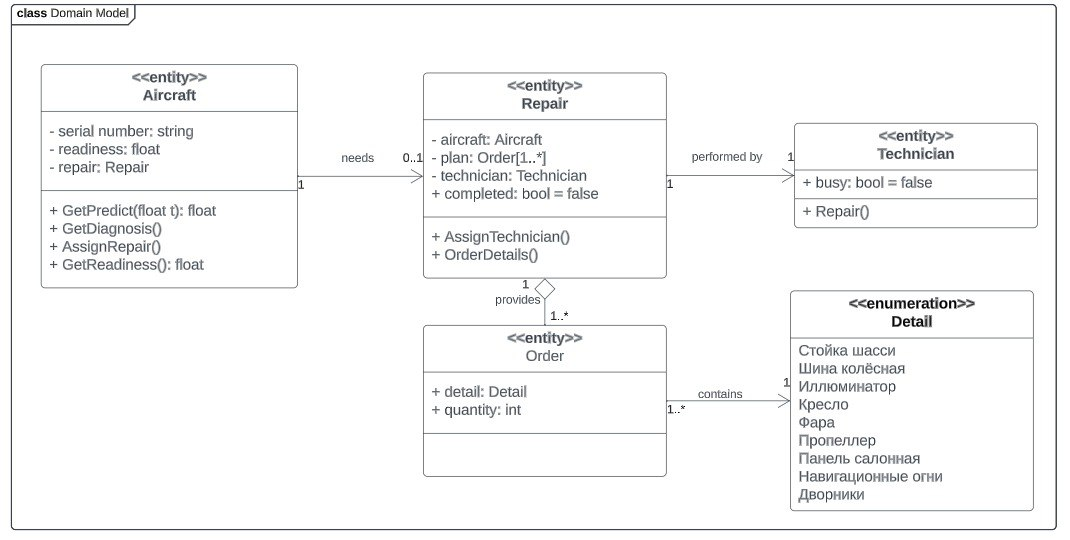 class Domain Model
<<entity>>
Aircraft
- serial number: string
- readiness: float
- repair: Repair
+ GetPredict(float t): float
+ GetDiagnosis()
+ AssignRepair()
+ GetReadiness(): float
needs
0..1
1
<<entity>>
Repair
- aircraft: Aircraft
- plan: Order[1..*]
- technician: Technician
+ completed: bool = false
+ AssignTechnician()
+ OrderDetails()
performed by
1
1
<<entity>>
Technician
+ busy: bool = false
+ Repair()
1
provides
1..*
<<entity>>
Order
+ detail: Detail
+ quantity: int
contains
1
1..*
<<enumeration>>
Detail
Стойка шасси
Шина колёсная
Иллюминатор
Кресло
Фара
Пропеллер
Панель салонная
Навигационные огни
Дворники